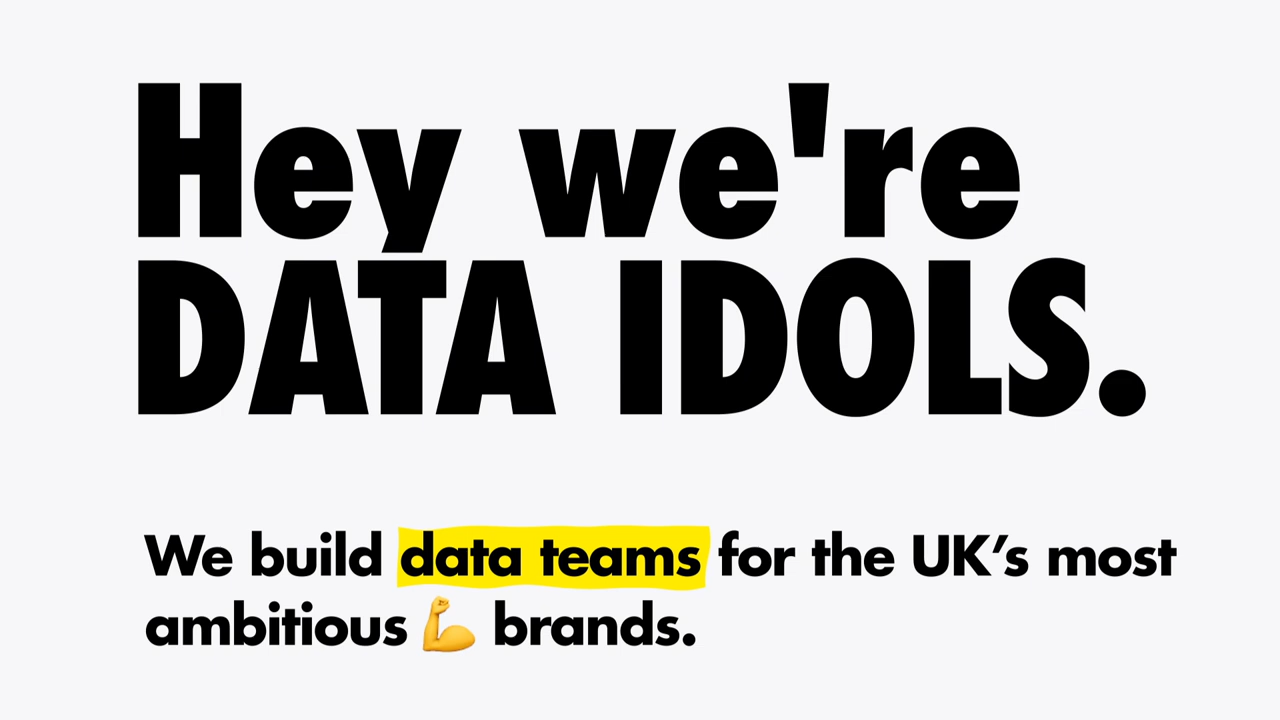 Hey we're
DATA IDOLS.
We build data teams for the UK’s most
ambitious 💪 brands.